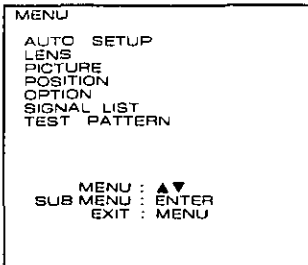 MENU
AUTO SETUP
LENS
PICTURE
POSITION
OPTION
SIGNAL LIST
TEST PATTERN
MENU : ▲▼
SUB MENU : ENTER
EXIT : MENU